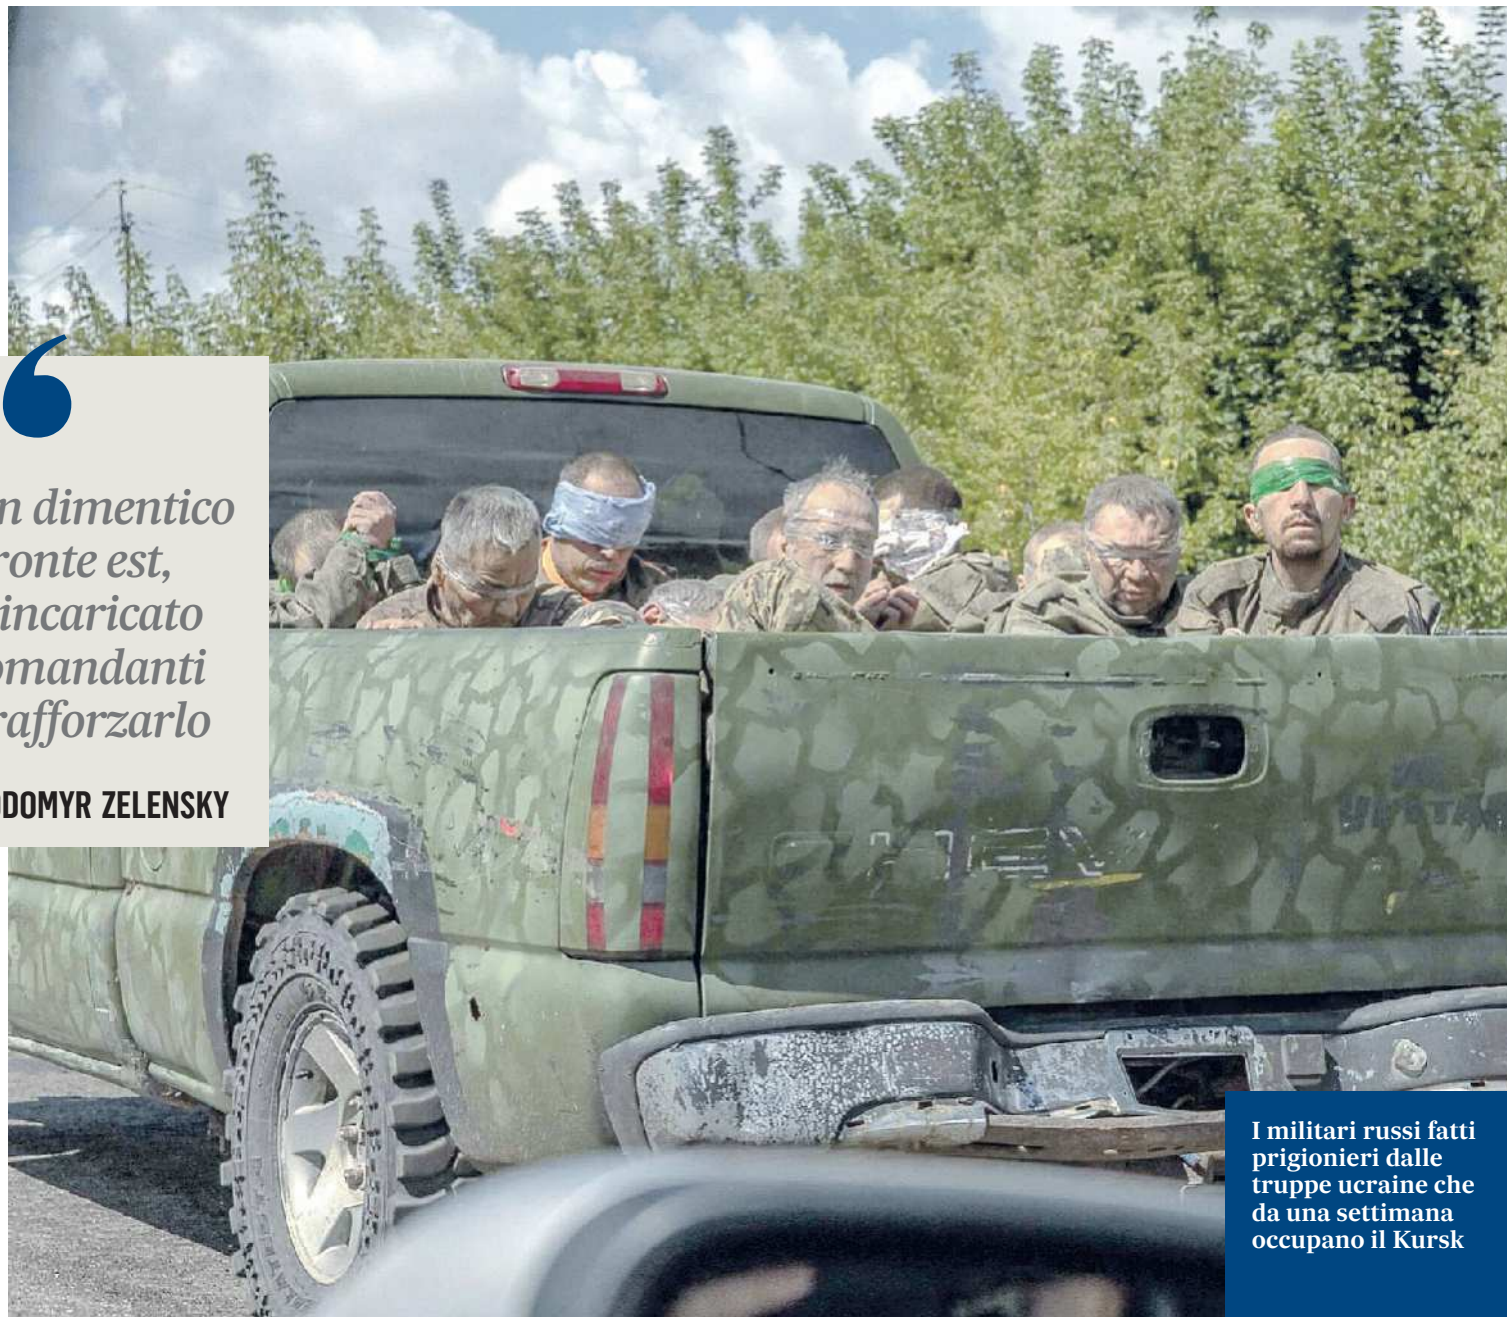 n dimentico
ronte est,
incaricato
omandanti
rafforzarlo
DOMYR ZELENSKY
CHEV
I militari russi fatti
prigionieri dalle
truppe ucraine che
da una settimana
occupano il Kursk